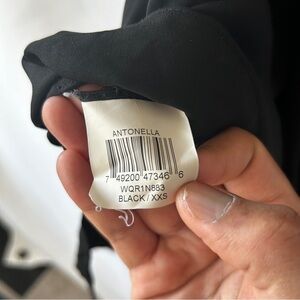 ANTONELLA
7 49200 47346 6
WQR1N883
BLACK / XXS